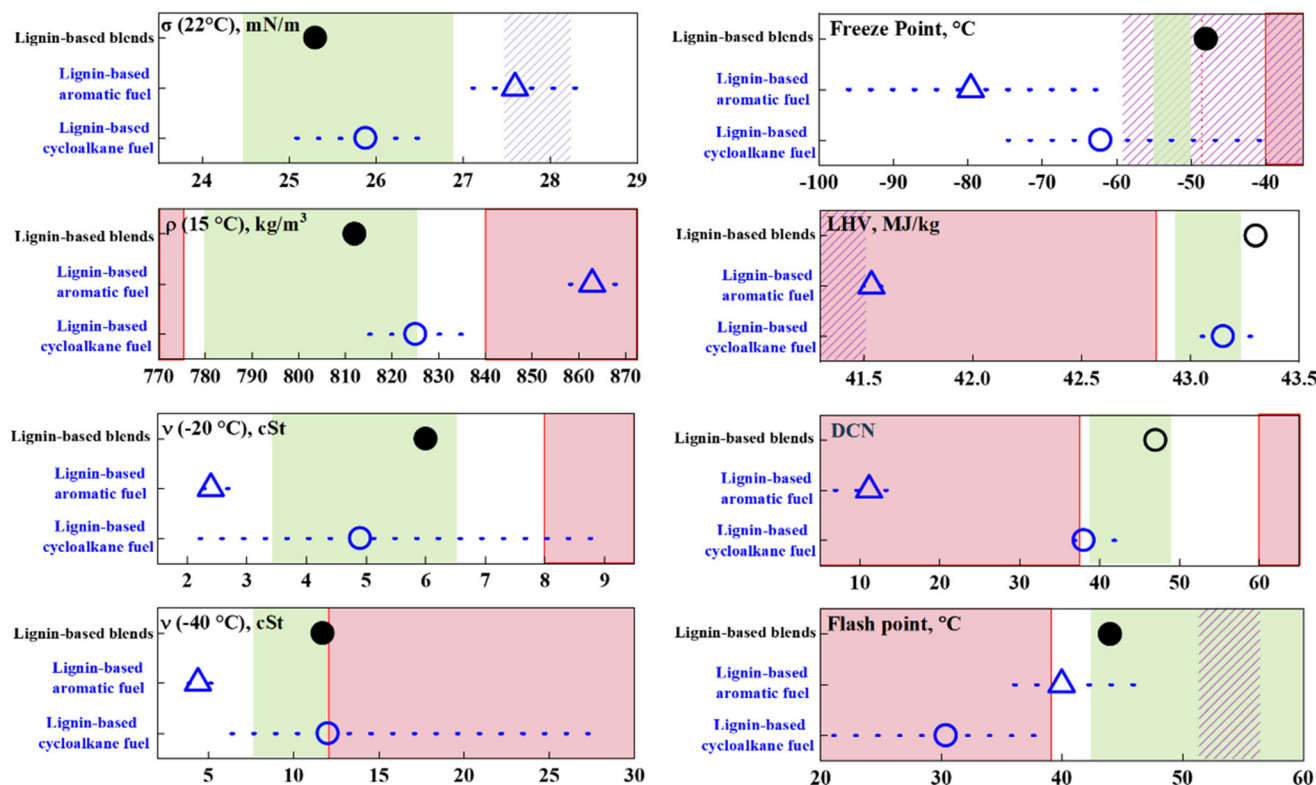 σ (22°C), mN/m
Lignin-based blends
Lignin-based
aromatic fuel
Lignin-based
cycloalkane fuel
24 25 26 27 28 29
Freeze Point, °C
Lignin-based blends
Lignin-based
aromatic fuel
Lignin-based
cycloalkane fuel
-100 -90 -80 -70 -60 -50 -40
ρ (15 °C), kg/m³
Lignin-based blends
Lignin-based
aromatic fuel
Lignin-based
cycloalkane fuel
770 780 790 800 810 820 830 840 850 860 870
LHV, MJ/kg
Lignin-based blends
Lignin-based
aromatic fuel
Lignin-based
cycloalkane fuel
41.5 42.0 42.5 43.0 43.5
ν (-20 °C), cSt
Lignin-based blends
Lignin-based
aromatic fuel
Lignin-based
cycloalkane fuel
2 3 4 5 6 7 8 9
DCN
Lignin-based blends
Lignin-based
aromatic fuel
Lignin-based
cycloalkane fuel
10 20 30 40 50 60
ν (-40 °C), cSt
Lignin-based blends
Lignin-based
aromatic fuel
Lignin-based
cycloalkane fuel
5 10 15 20 25 30
Flash point, °C
Lignin-based blends
Lignin-based
aromatic fuel
Lignin-based
cycloalkane fuel
20 30 40 50 60